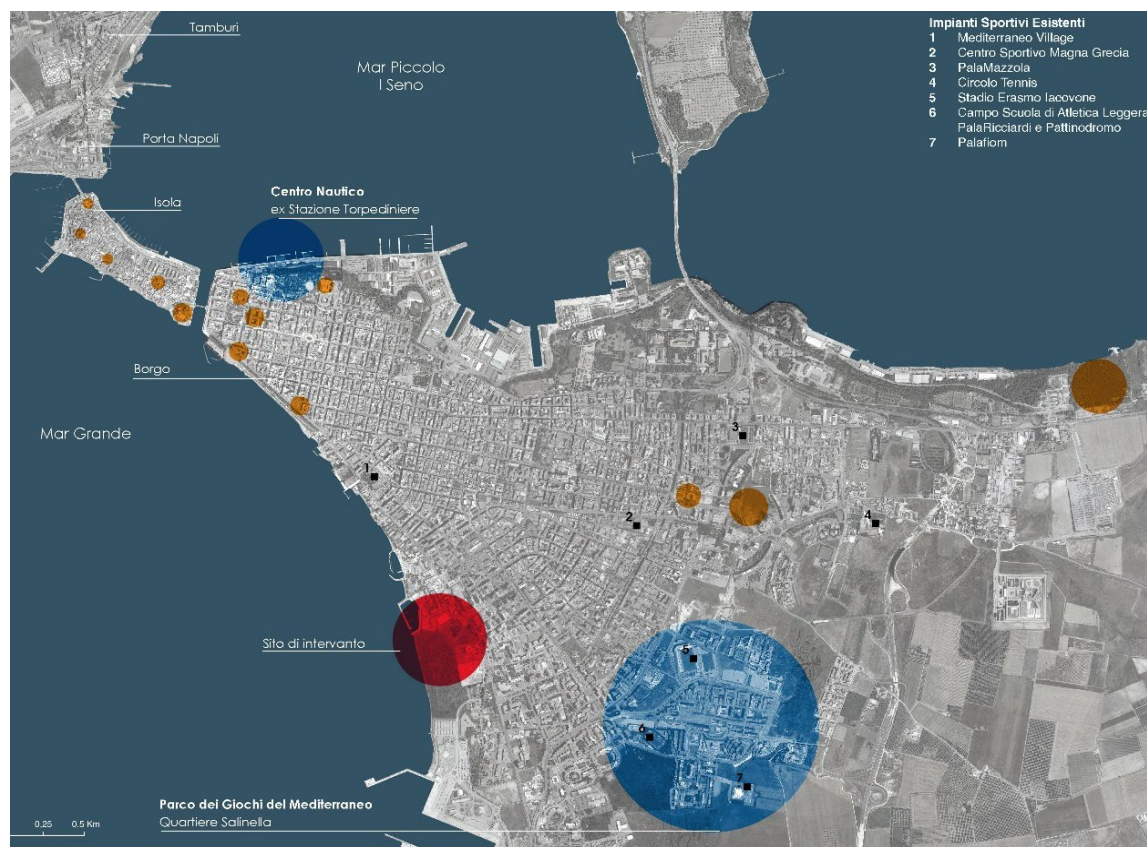 Tamburi
Mar Piccolo
I Seno
Impianti Sportivi Esistenti
1 Mediterraneo Village
2 Centro Sportivo Magna Grecia
3 PalaMazzola
4 Circolo Tennis
5 Stadio Erasmo Iacovone
6 Campo Scuola di Atletica Leggera
PalaRicciardi e Pattinodromo
7 Palafiom
Porta Napoli
Centro Nautico
ex Stazione Torpediniere
Isola
Borgo
Mar Grande
3
1
2
4
Sito di intervanto
5
6
7
Parco dei Giochi del Mediterraneo
Quartiere Salinella
0,25 0.5 Km